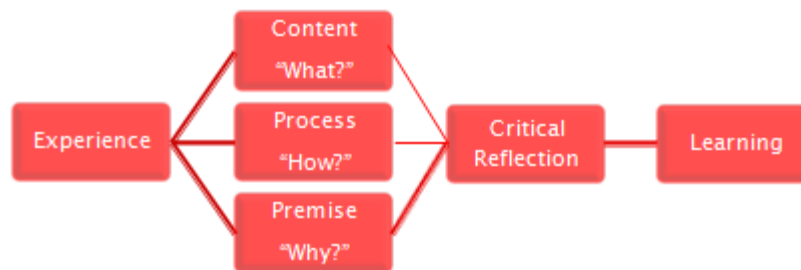 Experience
Content
“What?”
Process
“How?”
Premise
“Why?”
Critical
Reflection
Learning